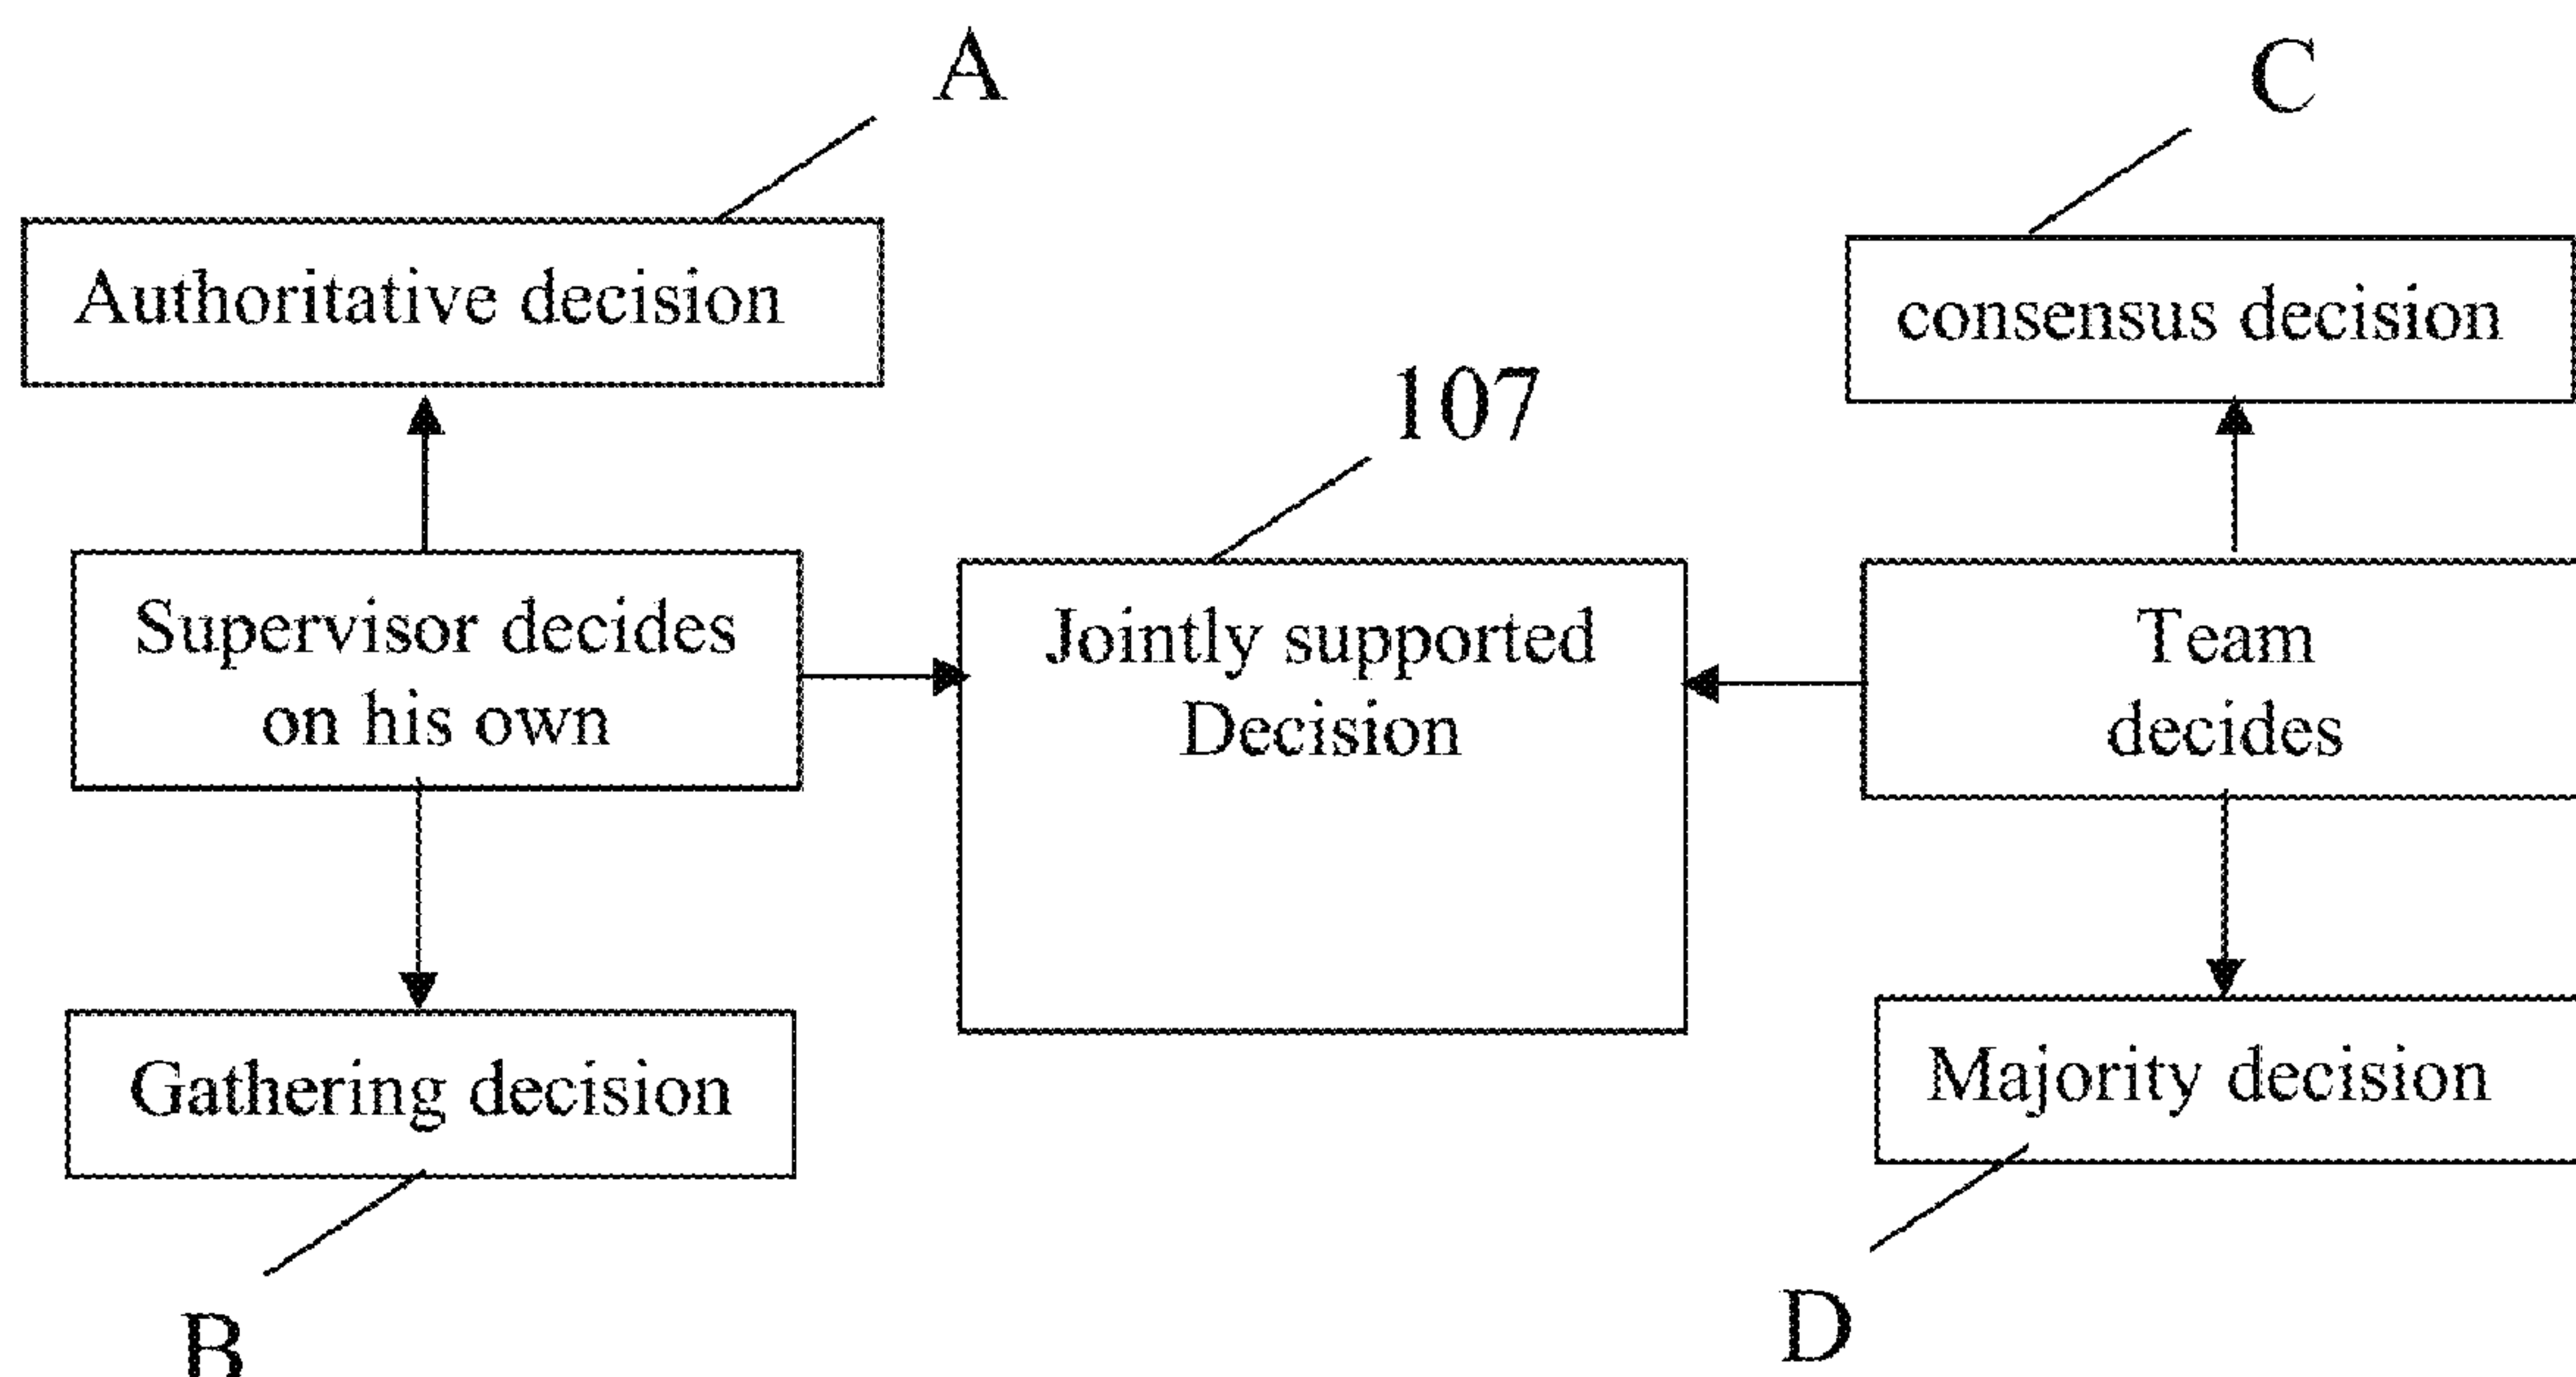 A
C
Authoritative decision
consensus decision
107
Supervisor decides
on his own
Jointly supported
Decision
Team
decides
Gathering decision
Majority decision
B
D